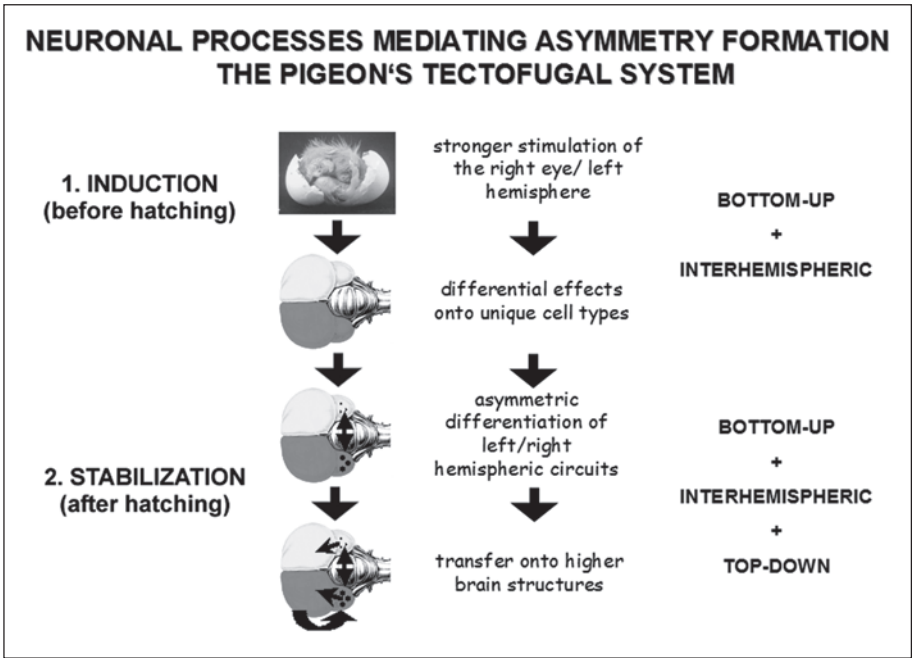 NEURONAL PROCESSES MEDIATING ASYMMETRY FORMATION
THE PIGEON‘S TECTOFUGAL SYSTEM
1. INDUCTION
(before hatching)
stronger stimulation of
the right eye/ left
hemisphere
BOTTOM-UP
+
INTERHEMISPHERIC
differential effects
onto unique cell types
2. STABILIZATION
(after hatching)
asymmetric
differentiation of
left/right
hemispheric circuits
transfer onto higher
brain structures
BOTTOM-UP
+
INTERHEMISPHERIC
+
TOP-DOWN